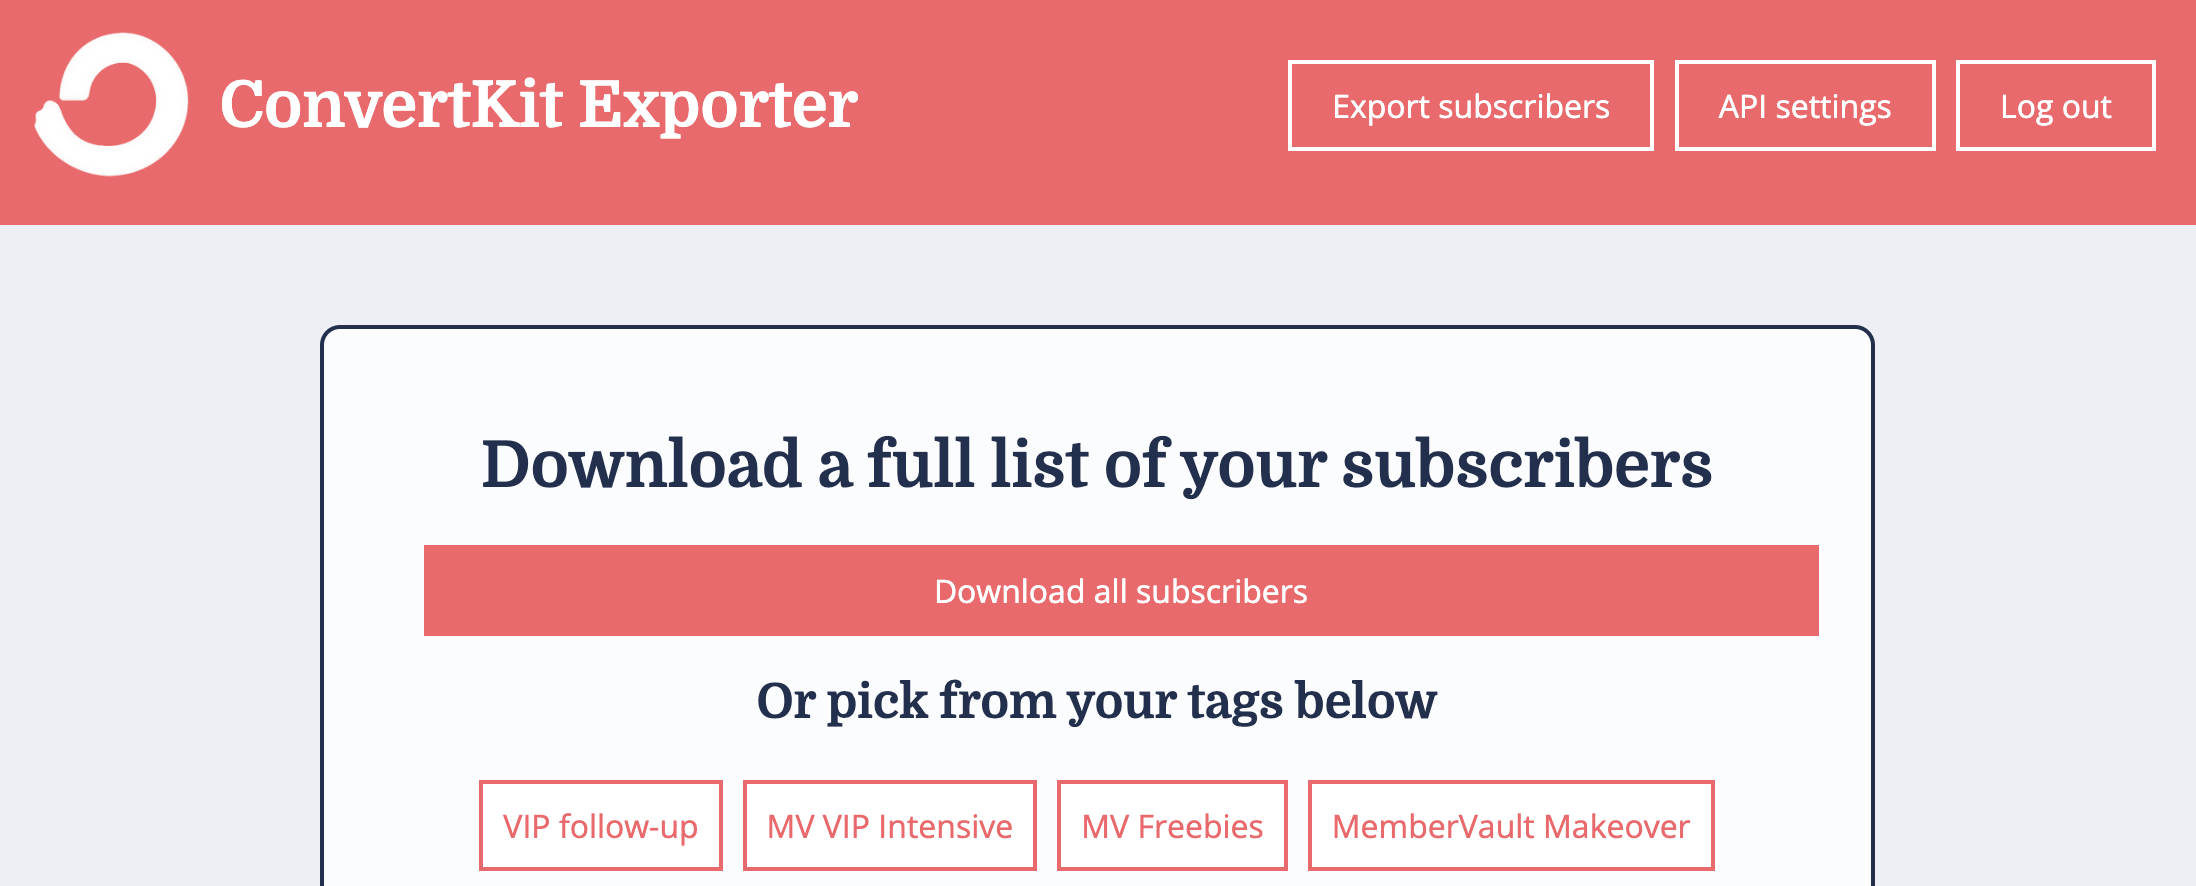 ConvertKit Exporter
Export subscribers
API settings
Log out
Download a full list of your subscribers
Download all subscribers
Or pick from your tags below
VIP follow-up
MV VIP Intensive
MV Freebies
MemberVault Makeover